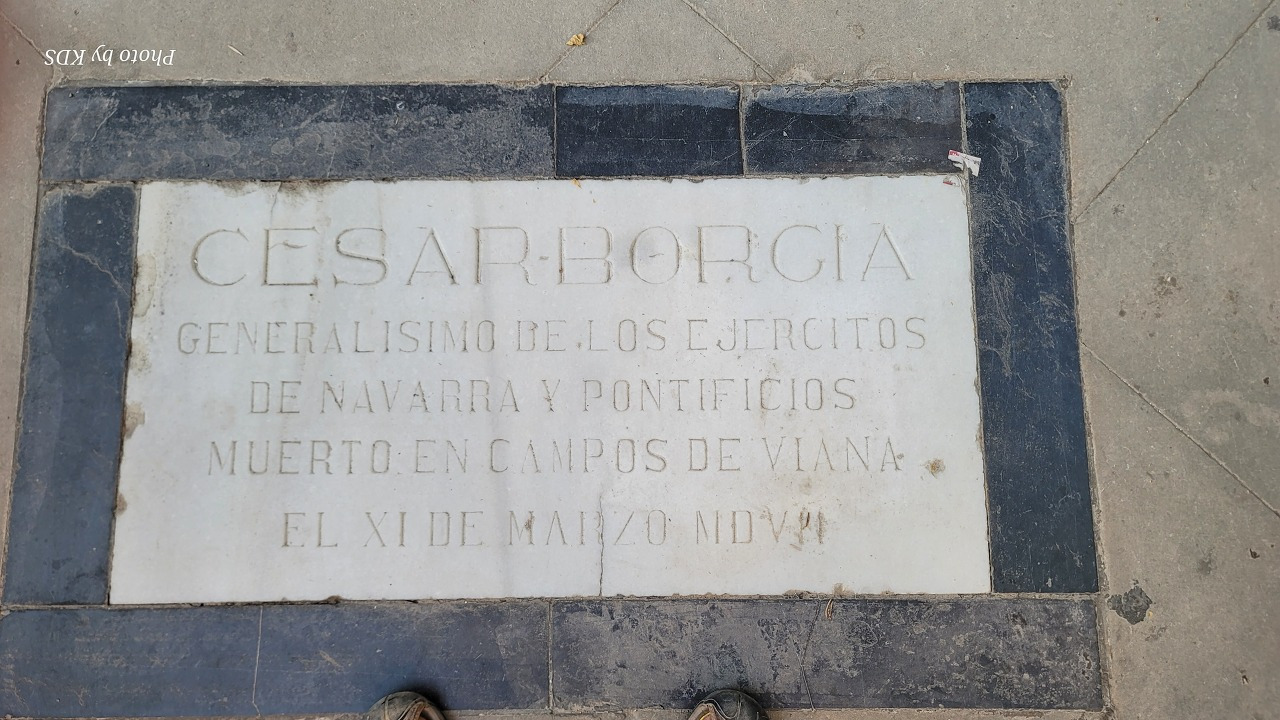 Photo by KDS
CESAR·BORGIA
GENERALISIMO DE LOS EJERCITOS
DE NAVARRA Y PONTIFICIOS
MUERTO EN CAMPOS DE VIANA
EL XI DE MARZO MDVII